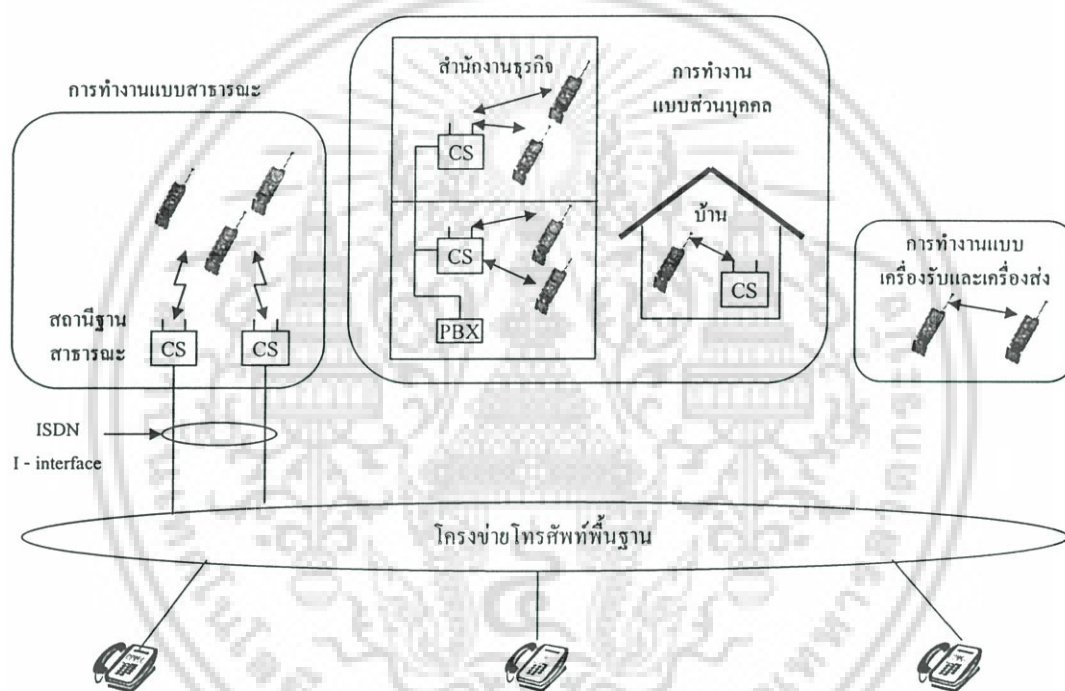 การทำงานแบบสาธารณะ
สถานีฐาน
สาธารณะ
CS
CS
ISDN
I - interface
สำนักงานธุรกิจ
CS
CS
PBX
การทำงาน
แบบส่วนบุคคล
บ้าน
CS
การทำงานแบบ
เครื่องรับและเครื่องส่ง
โครงข่ายโทรศัพท์พื้นฐาน